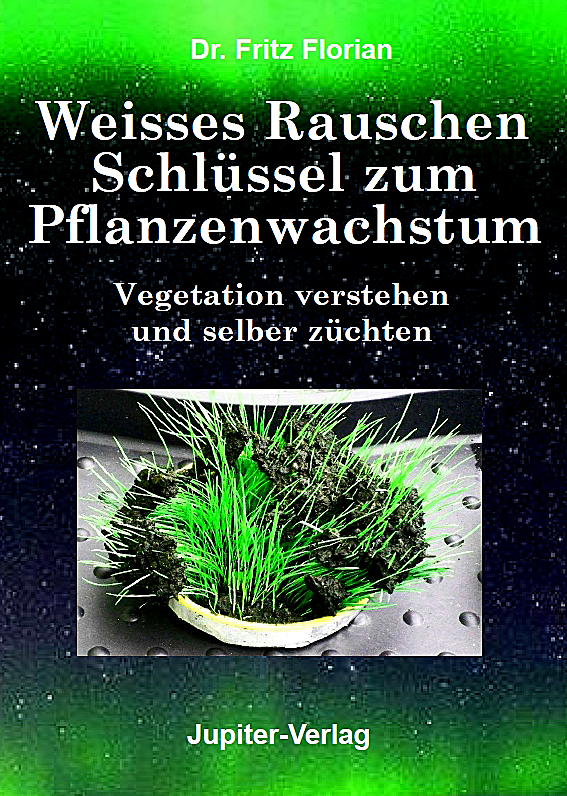 Dr. Fritz Florian
Weisses Rauschen
Schlüssel zum
Pflanzenwachstum
Vegetation verstehen
und selber züchten
Jupiter-Verlag